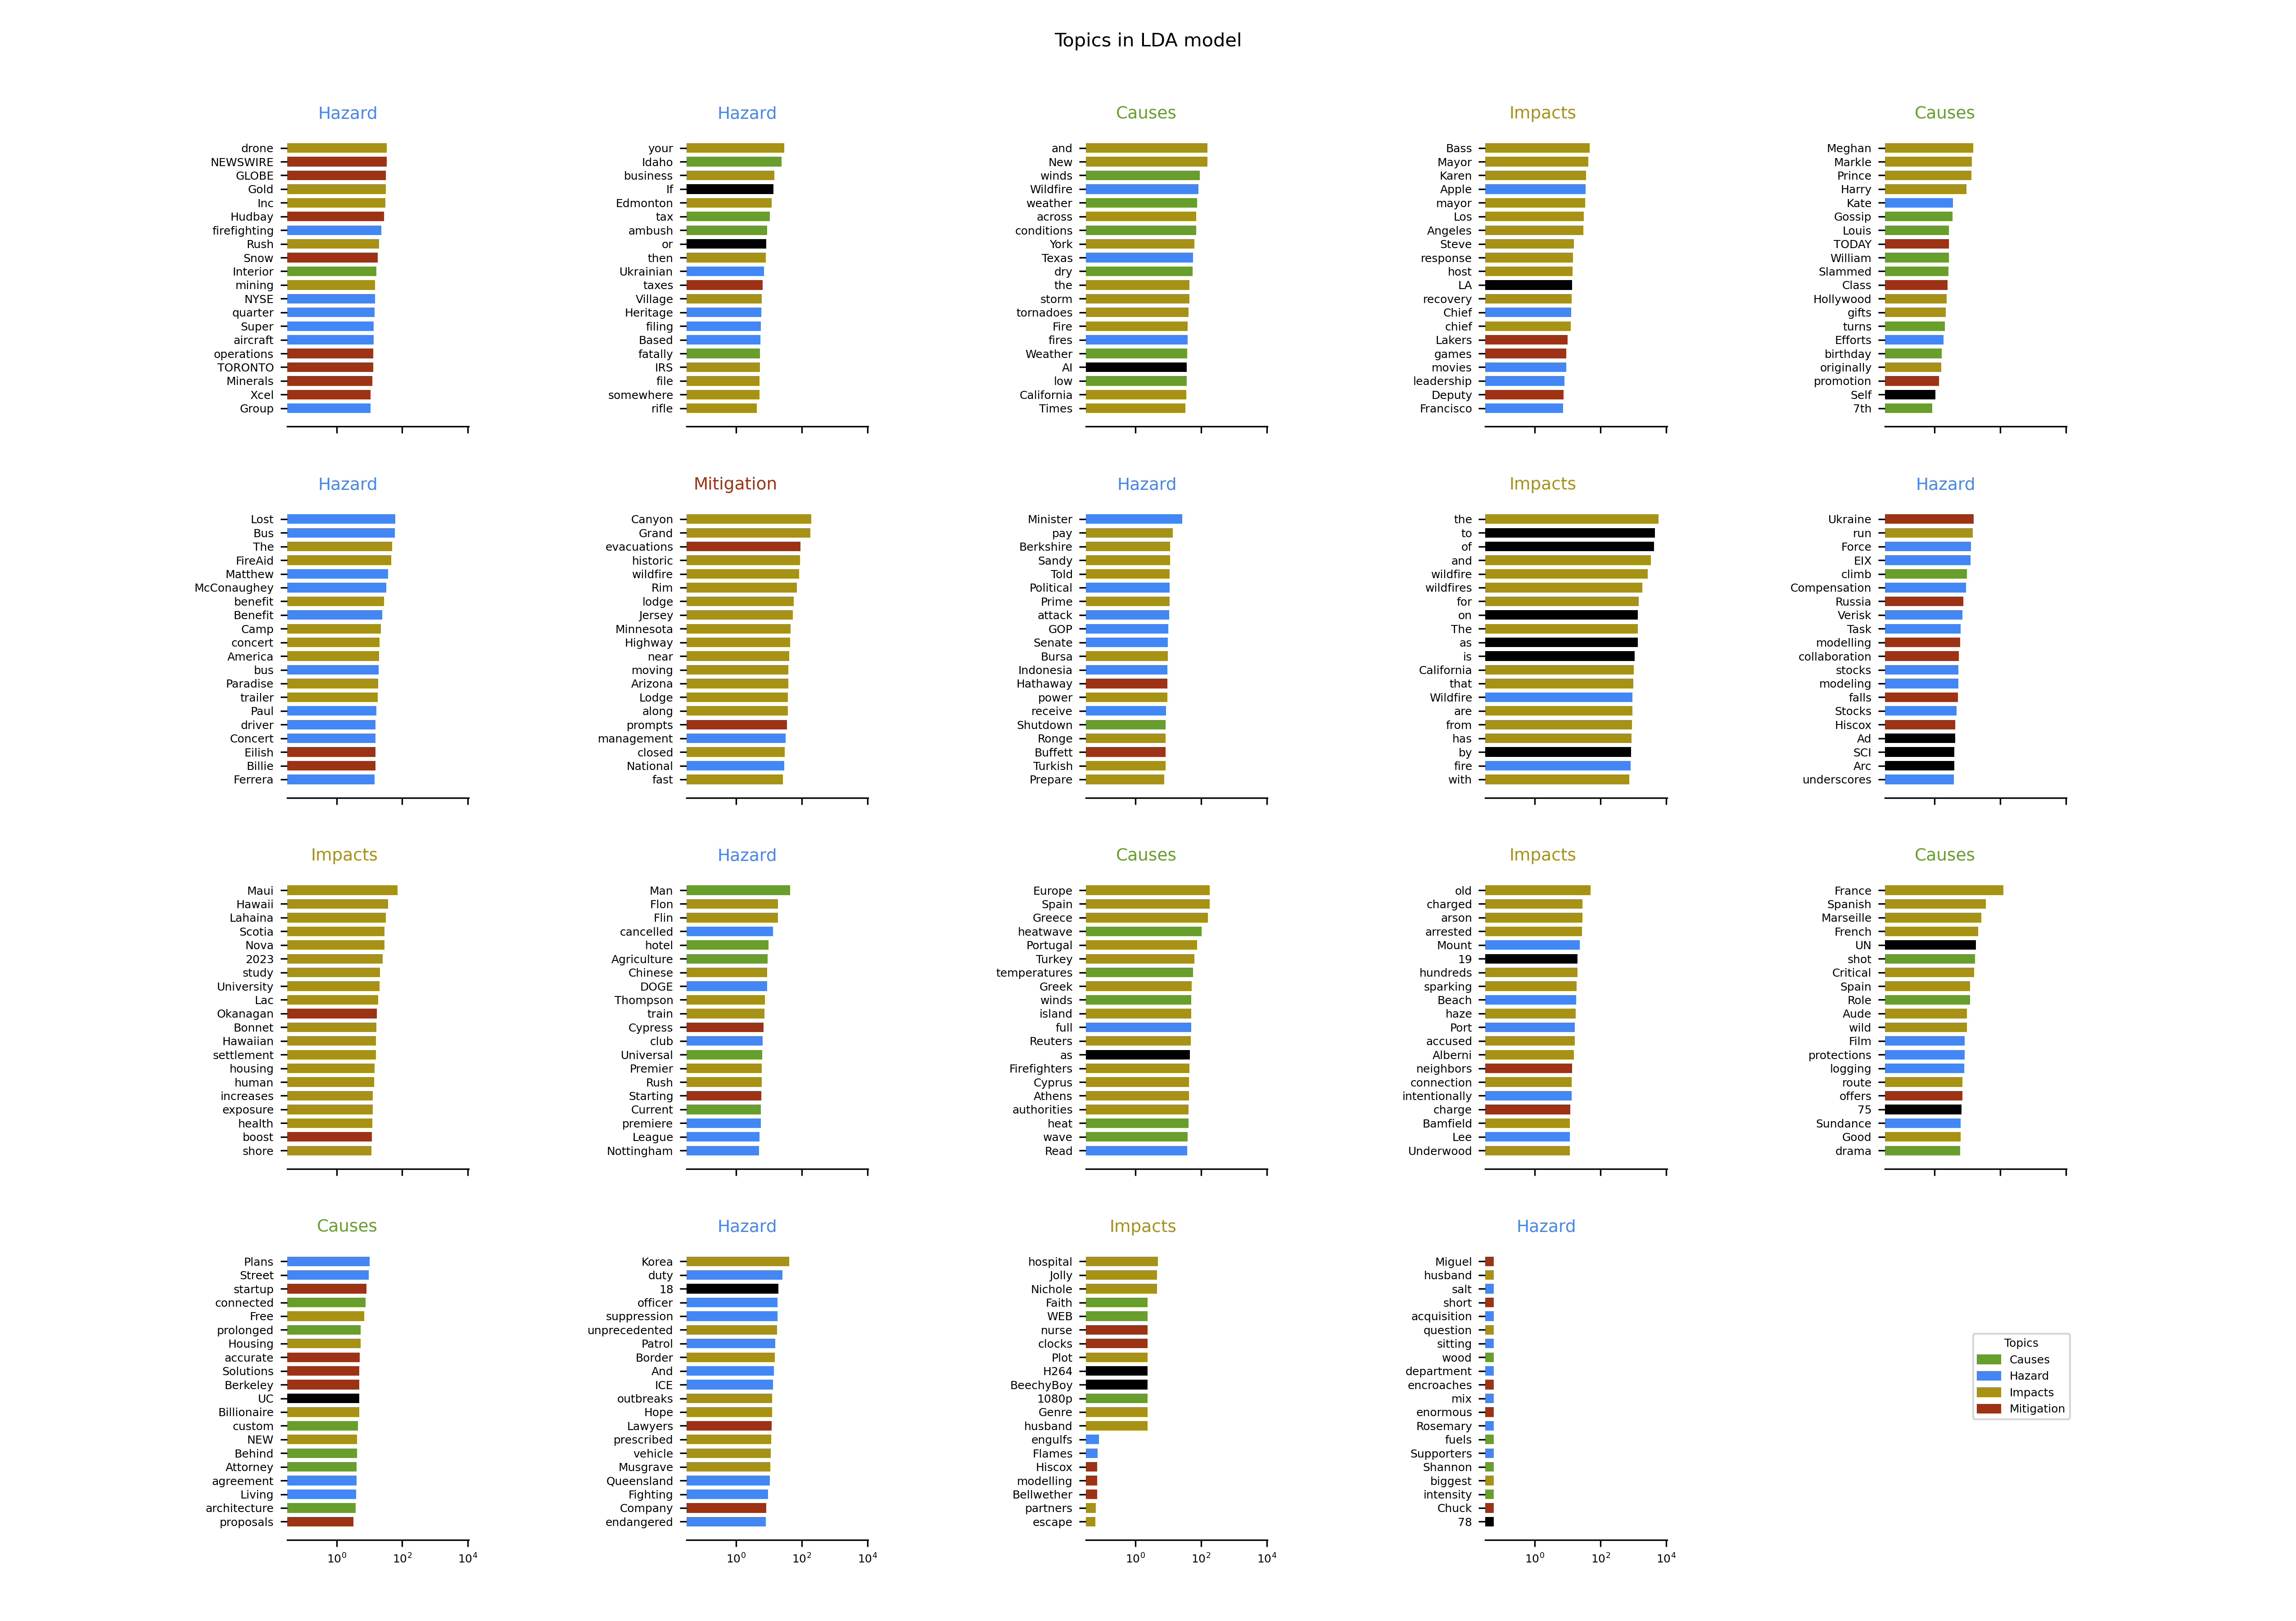 Topics in LDA model
Hazard
drone
NEWSWIRE
GLOBE
Gold
Inc
Hudbay
firefighting
Rush
Snow
Interior
mining
NYSE
quarter
Super
aircraft
operations
TORONTO
Minerals
Xcel
Group
Hazard
your
Idaho
business
If
Edmonton
tax
ambush
or
then
Ukrainian
taxes
Village
Heritage
filing
Based
fatally
IRS
file
somewhere
rifle
Causes
and
New
winds
Wildfire
weather
across
conditions
York
Texas
dry
the
storm
tornadoes
Fire
fires
Weather
AI
low
California
Times
Impacts
Bass
Mayor
Karen
Apple
mayor
Los
Angeles
Steve
response
host
LA
recovery
Chief
chief
Lakers
games
movies
leadership
Deputy
Francisco
Causes
Meghan
Markle
Prince
Harry
Kate
Gossip
Louis
TODAY
William
Slammed
Class
Hollywood
gifts
turns
Efforts
birthday
originally
promotion
Self
7th
Hazard
Lost
Bus
The
FireAid
Matthew
McConaughey
benefit
Benefit
Camp
concert
America
bus
Paradise
trailer
Paul
driver
Concert
Eilish
Billie
Ferrera
Mitigation
Canyon
Grand
evacuations
historic
wildfire
Rim
lodge
Jersey
Minnesota
Highway
near
moving
Arizona
Lodge
along
prompts
management
closed
National
fast
Hazard
Minister
pay
Berkshire
Sandy
Told
Political
Prime
attack
GOP
Senate
Bursa
Indonesia
Hathaway
power
receive
Shutdown
Ronge
Buffett
Turkish
Prepare
Impacts
the
to
of
and
wildfire
wildfires
for
on
The
as
is
California
that
Wildfire
are
from
has
by
fire
with
Hazard
Ukraine
run
Force
EIX
climb
Compensation
Russia
Verisk
Task
modelling
collaboration
stocks
modeling
falls
Stocks
Hiscox
Ad
SCI
Arc
underscores
Impacts
Maui
Hawaii
Lahaina
Scotia
Nova
2023
study
University
Lac
Okanagan
Bonnet
Hawaiian
settlement
housing
human
increases
exposure
health
boost
shore
Hazard
Man
Flon
Flin
cancelled
hotel
Agriculture
Chinese
DOGE
Thompson
train
Cypress
club
Universal
Premier
Rush
Starting
Current
premiere
League
Nottingham
Causes
Europe
Spain
Greece
heatwave
Portugal
Turkey
temperatures
Greek
winds
island
full
Reuters
as
Firefighters
Cyprus
Athens
authorities
heat
wave
Read
Impacts
old
charged
arson
arrested
Mount
19
hundreds
sparking
Beach
haze
Port
accused
Alberni
neighbors
connection
intentionally
charge
Bamfield
Lee
Underwood
Causes
France
Spanish
Marseille
French
UN
shot
Critical
Spain
Role
Aude
wild
Film
protections
logging
route
offers
75
Sundance
Good
drama
Causes
Plans
Street
startup
connected
Free
prolonged
Housing
accurate
Solutions
Berkeley
UC
Billionaire
custom
NEW
Behind
Attorney
agreement
Living
architecture
proposals
10⁰ 10² 10⁴
Hazard
Korea
duty
18
officer
suppression
unprecedented
Patrol
Border
And
ICE
outbreaks
Hope
Lawyers
prescribed
vehicle
Musgrave
Queensland
Fighting
Company
endangered
10⁰ 10² 10⁴
Impacts
hospital
Jolly
Nichole
Faith
WEB
nurse
clocks
Plot
H264
BeechyBoy
1080p
Genre
husband
engulfs
Flames
Hiscox
modelling
Bellwether
partners
escape
10⁰ 10² 10⁴
Hazard
Miguel
husband
salt
short
acquisition
question
sitting
wood
department
encroaches
mix
enormous
Rosemary
fuels
Supporters
Shannon
biggest
intensity
Chuck
78
10⁰ 10² 10⁴
Topics
Causes
Hazard
Impacts
Mitigation